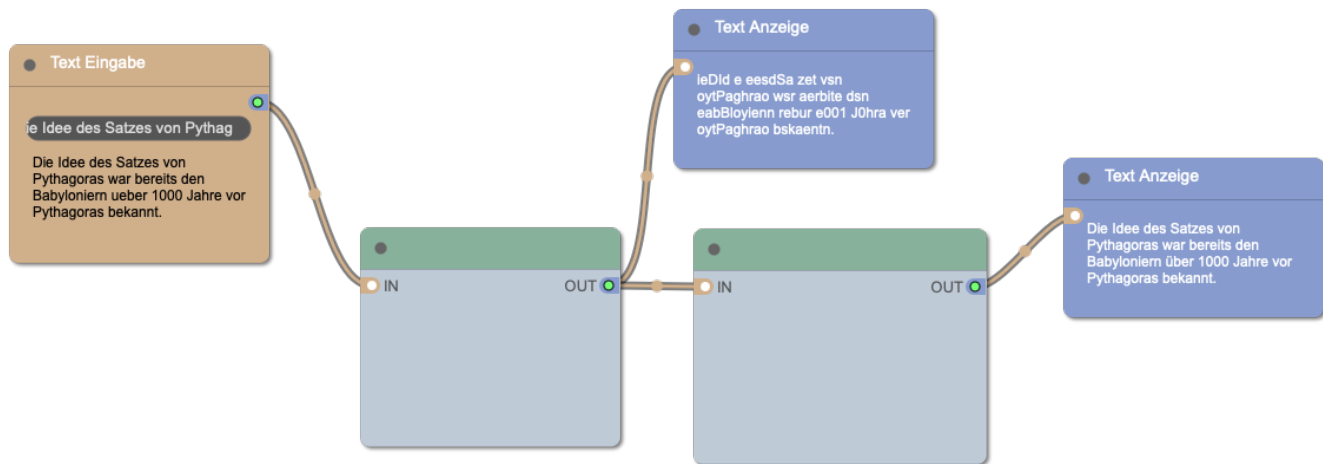 Text Eingabe
ie Idee des Satzes von Pythag
Die Idee des Satzes von
Pythagoras war bereits den
Babyloniern ueber 1000 Jahre vor
Pythagoras bekannt.
IN
OUT
Text Anzeige
ieDId e eesdSa zet vsn
oytPaghrao wsr aerbite dsn
eabBloyienn rebur e001 J0hra ver
oytPaghrao bskaentn.
IN
OUT
Text Anzeige
Die Idee des Satzes von
Pythagoras war bereits den
Babyloniern über 1000 Jahre vor
Pythagoras bekannt.